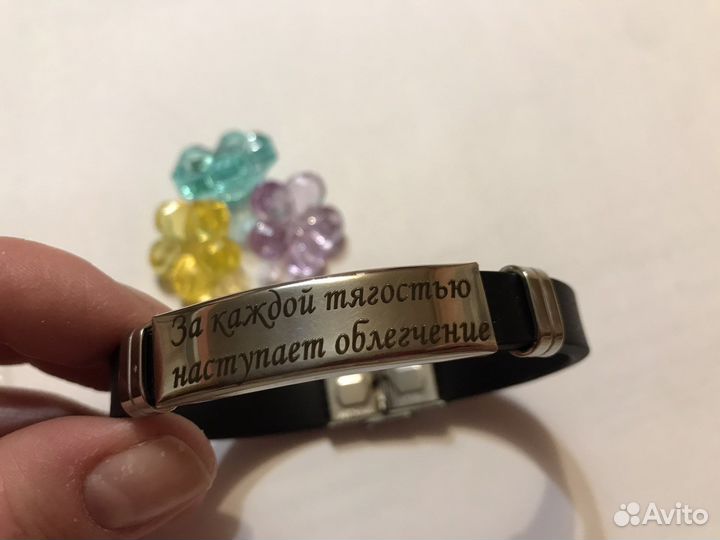 За каждой тягостью
наступает облегчение
Avito